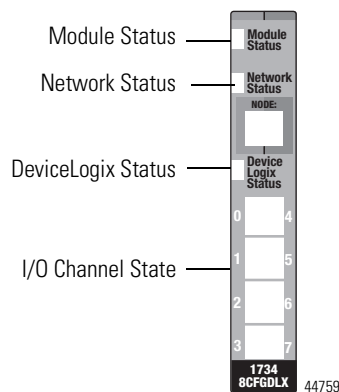 Module Status
Network Status
DeviceLogix Status
I/O Channel State
Module
Status
Network
Status
NODE:
Device
Logix
Status
0 4
1 5
2 6
3 7
1734
8CFGDLX
44759